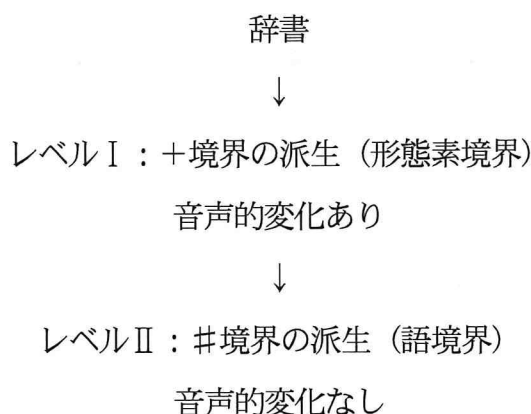 辞書
↓
レベルⅠ：＋境界の派生（形態素境界）
音声的変化あり
↓
レベルⅡ：♯境界の派生（語境界）
音声的変化なし